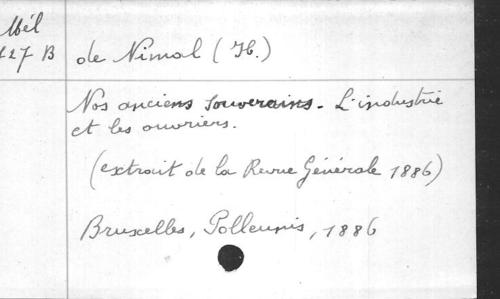 Mél
127 B
de Nimal (H.)
Nos anciens souverains. L'industrie
et les ouvriers.
(extrait de la Revue Générale 1886)
Bruxelles, Polleunis, 1886